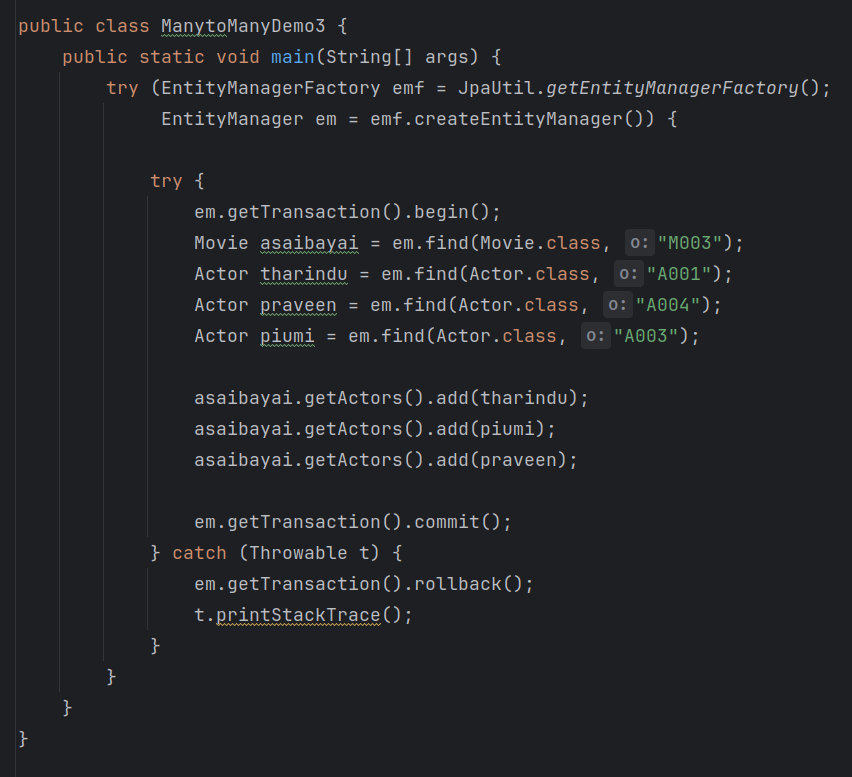 public class ManytoManyDemo3 {
    public static void main(String[] args) {
        try (EntityManagerFactory emf = JpaUtil.getEntityManagerFactory();
             EntityManager em = emf.createEntityManager()) {
            try {
                em.getTransaction().begin();
                Movie asaibayai = em.find(Movie.class, o: "M003");
                Actor tharindu = em.find(Actor.class, o: "A001");
                Actor praveen = em.find(Actor.class, o: "A004");
                Actor piumi = em.find(Actor.class, o: "A003");
                asaibayai.getActors().add(tharindu);
                asaibayai.getActors().add(piumi);
                asaibayai.getActors().add(praveen);
                em.getTransaction().commit();
            } catch (Throwable t) {
                em.getTransaction().rollback();
                t.printStackTrace();
            }
        }
    }
}